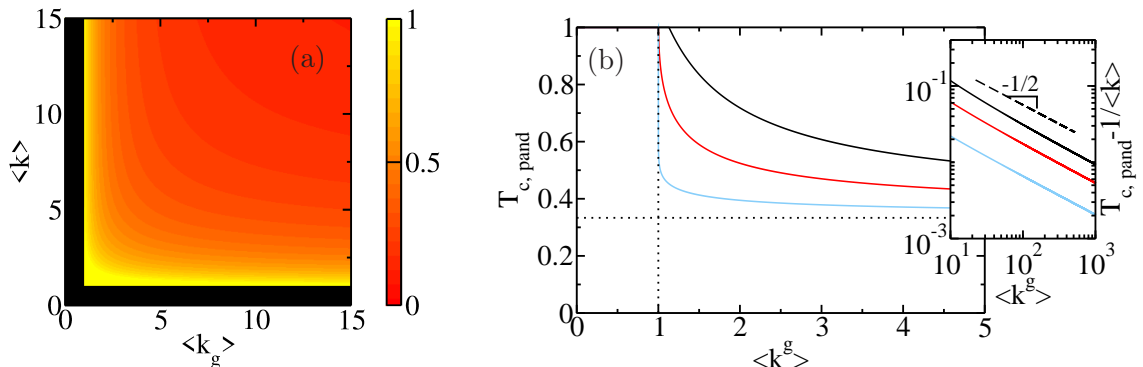 15
10
5
0
<k>
(a)
0 5 10 15
<k_g>
1
0.5
0
1
0.8
0.6
0.4
0.2
0
T_{c, pand}
(b)
0 1 2 3 4 5
<k^g>
-1/2
10^{-1}
10^{-3}
10^1 10^2 10^3
<k^g>
T_{c, pand}-1/<k>